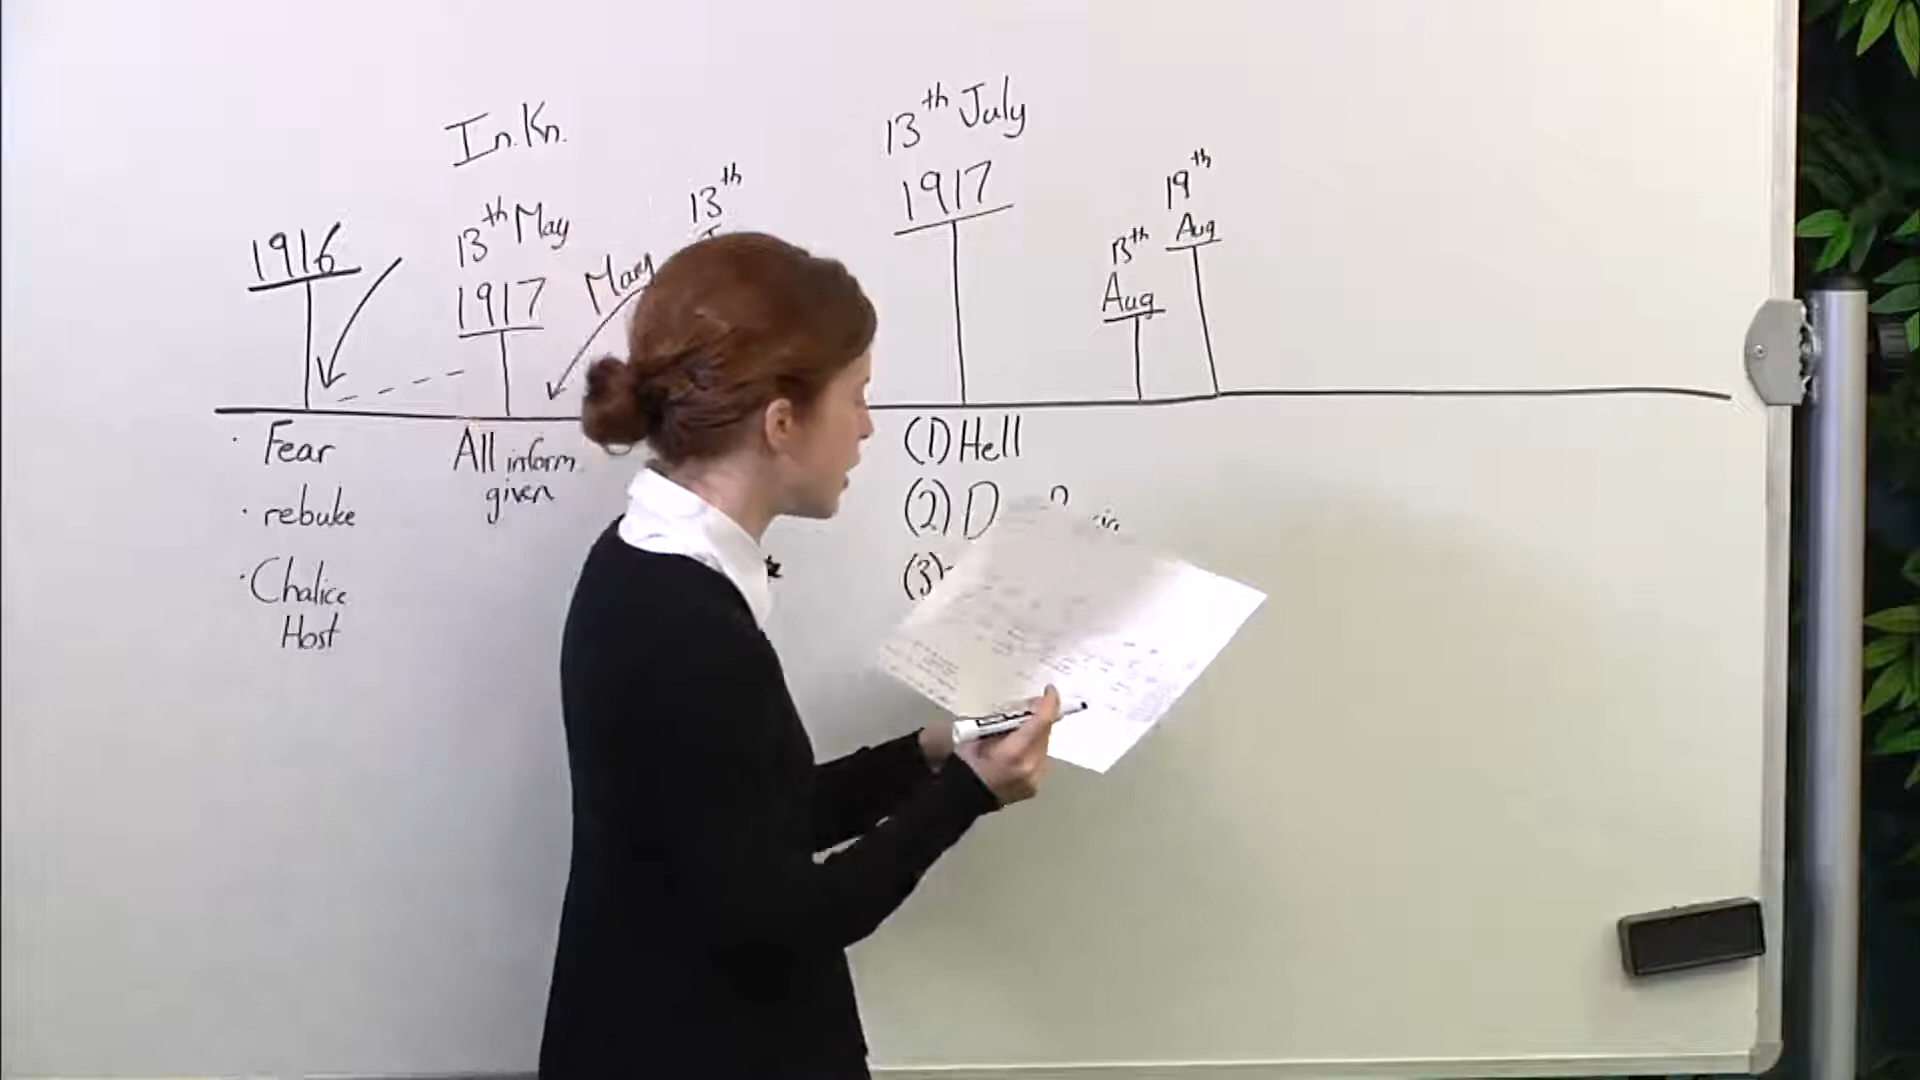 In. Kn.
1916
13th May
1917
Mary
13th
13th July
1917
13th
Aug
19th
Aug
· Fear
· rebuke
· Chalice
Host
All inform.
given
(1) Hell
(2)
(3)